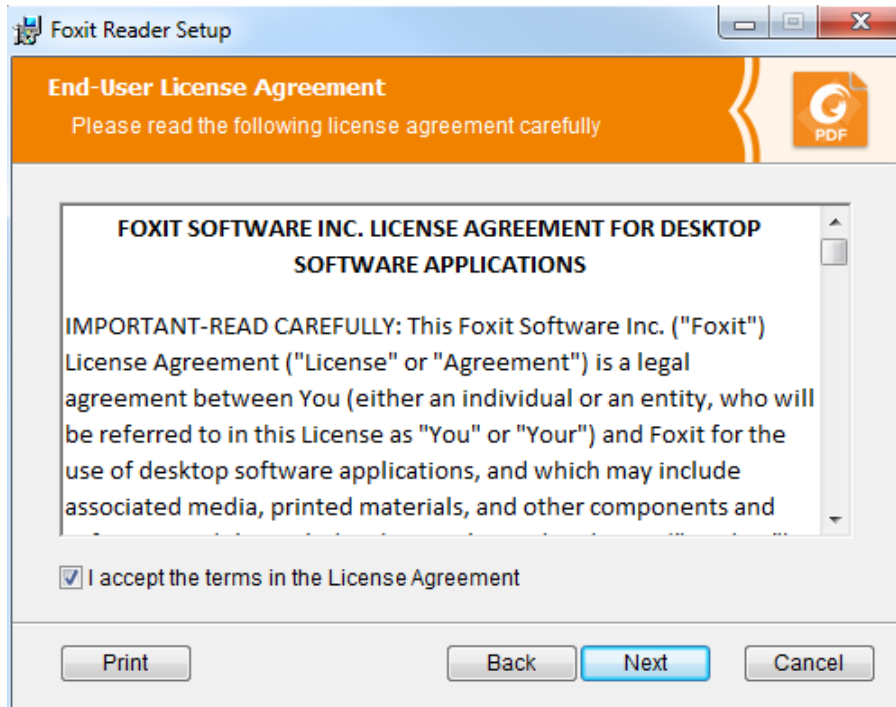 Foxit Reader Setup
End-User License Agreement
Please read the following license agreement carefully
PDF
FOXIT SOFTWARE INC. LICENSE AGREEMENT FOR DESKTOP
SOFTWARE APPLICATIONS
IMPORTANT-READ CAREFULLY: This Foxit Software Inc. ("Foxit")
License Agreement ("License" or "Agreement") is a legal
agreement between You (either an individual or an entity, who will
be referred to in this License as "You" or "Your") and Foxit for the
use of desktop software applications, and which may include
associated media, printed materials, and other components and
I accept the terms in the License Agreement
Print
Back
Next
Cancel